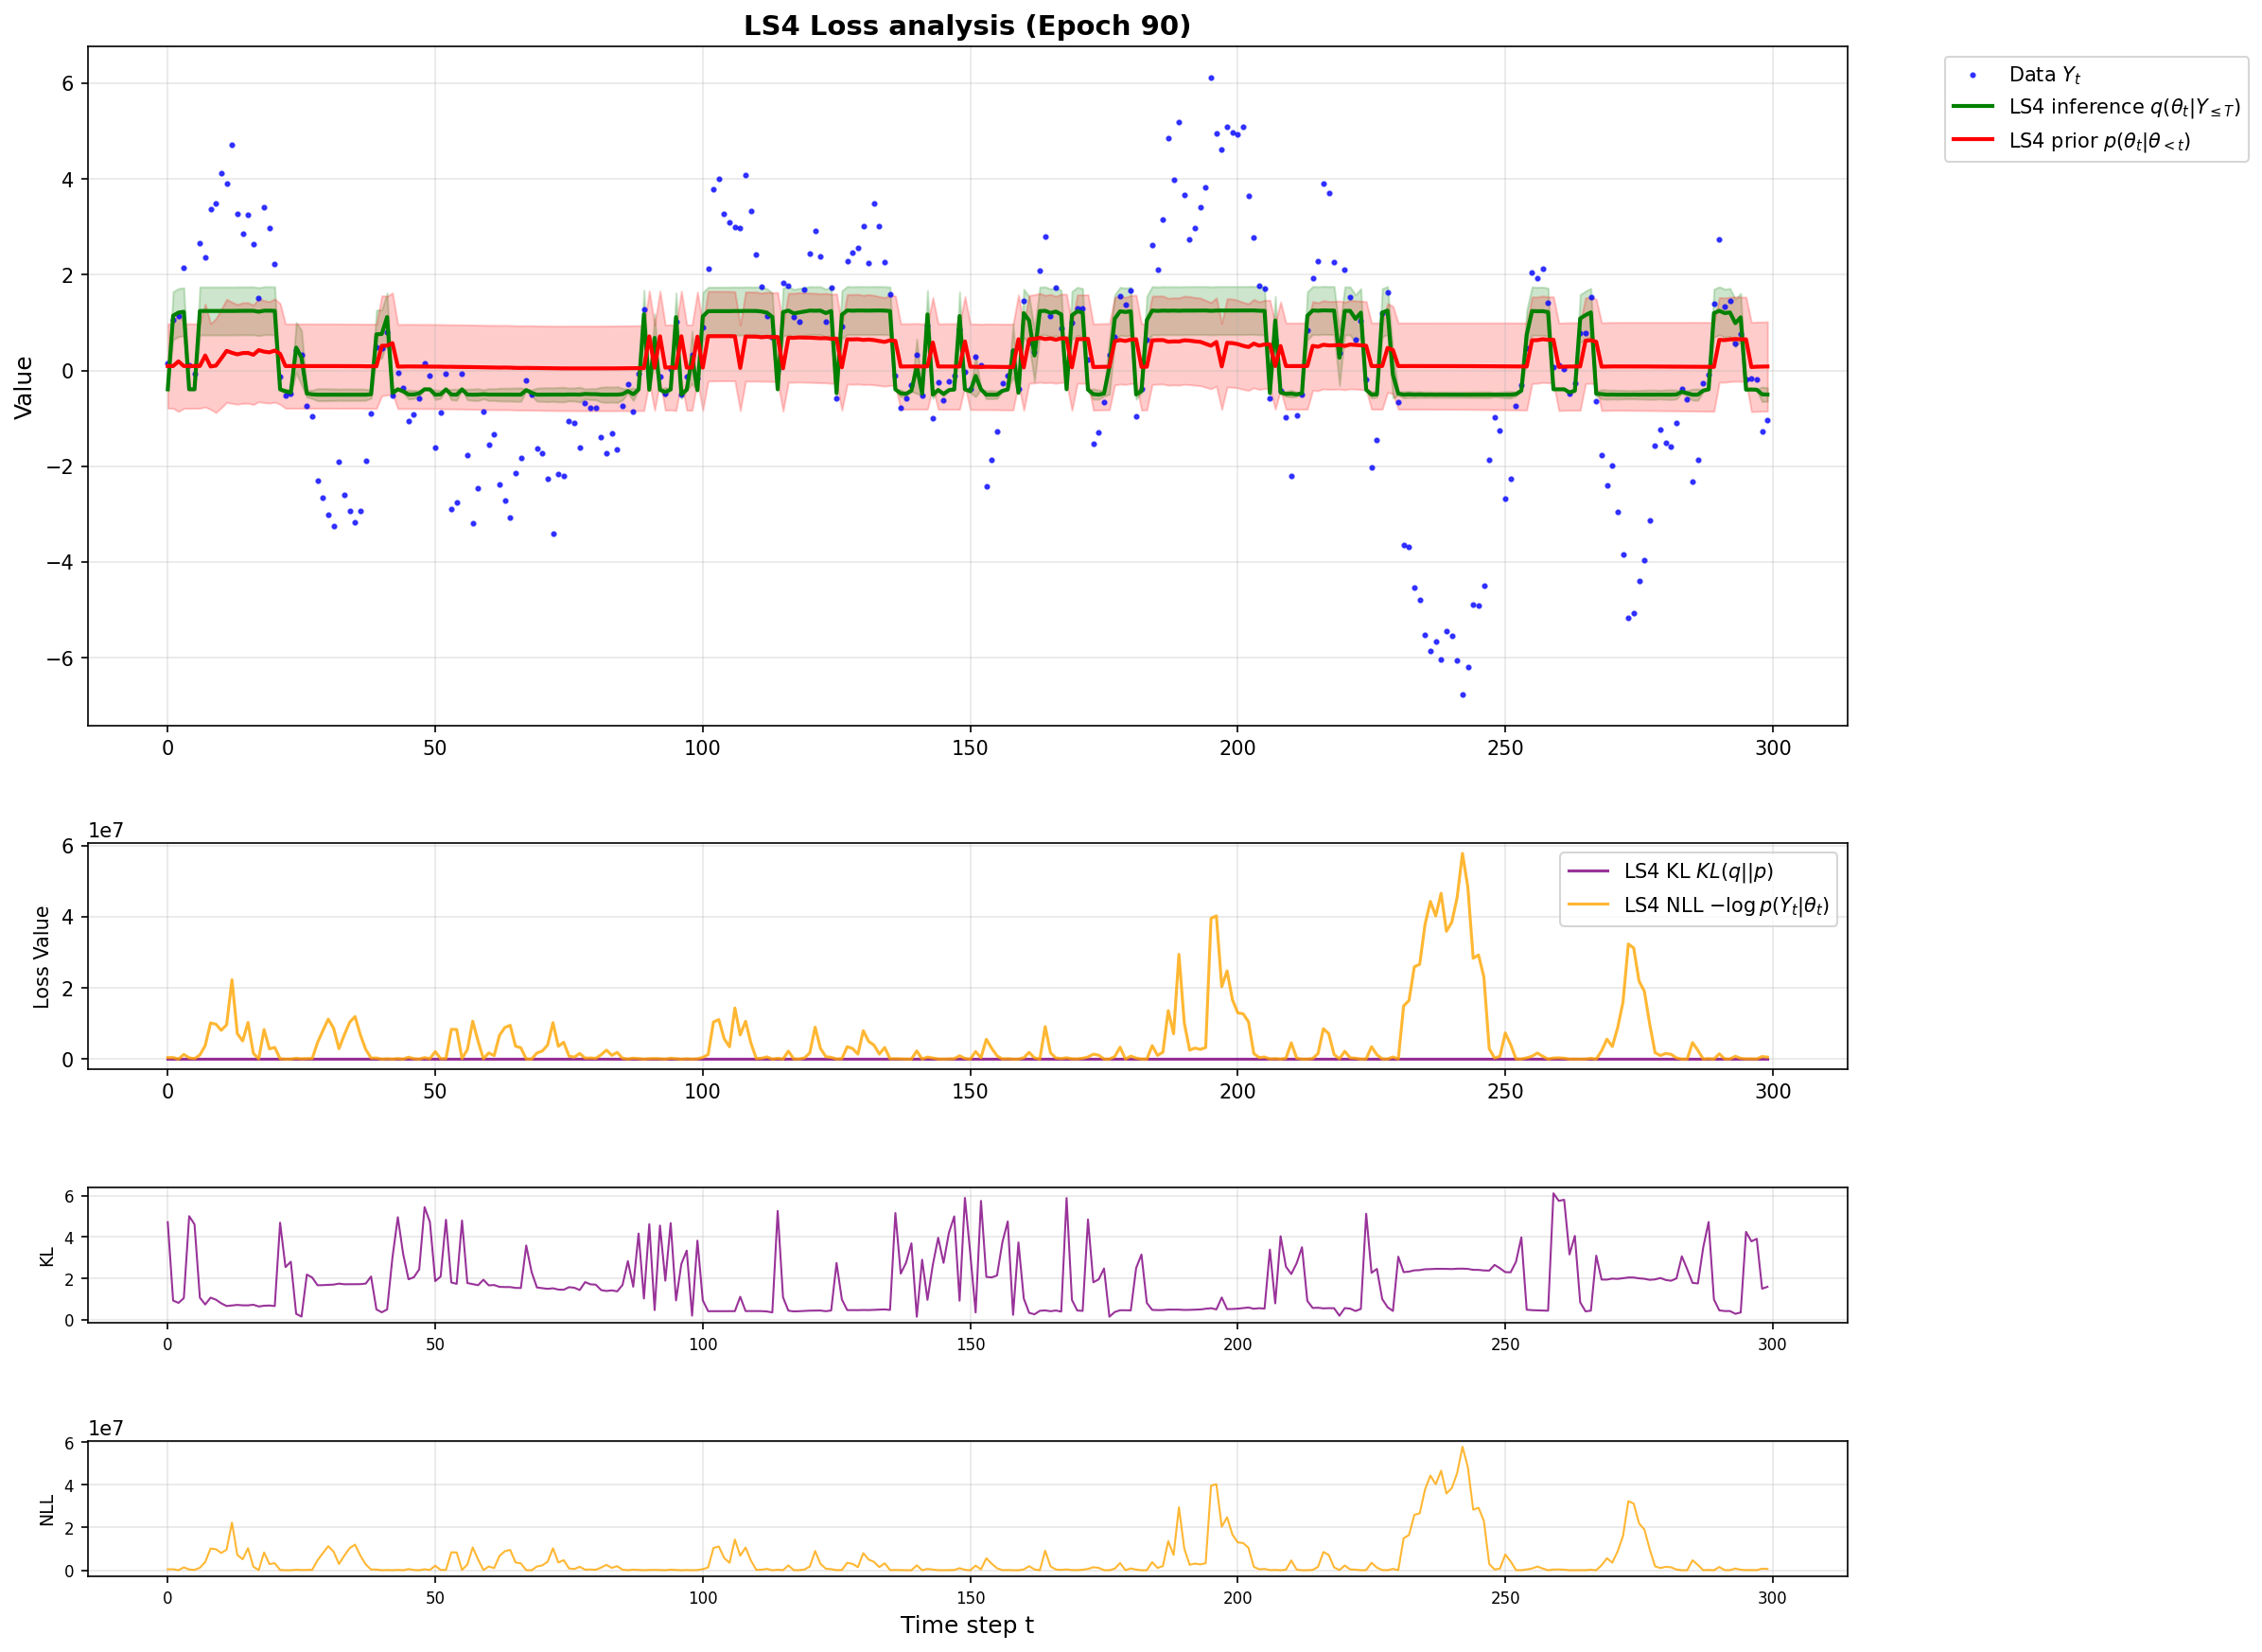 LS4 Loss analysis (Epoch 90)
Data Y_t
LS4 inference q(θ_t|Y_{≤T})
LS4 prior p(θ_t|θ_{<t})
Value
6
4
2
0
−2
−4
−6
0 50 100 150 200 250 300
1e7
LS4 KL KL(q||p)
LS4 NLL −log p(Y_t|θ_t)
Loss Value
6
4
2
0
0 50 100 150 200 250 300
KL
6
4
2
0
0 50 100 150 200 250 300
1e7
NLL
6
4
2
0
0 50 100 150 200 250 300
Time step t